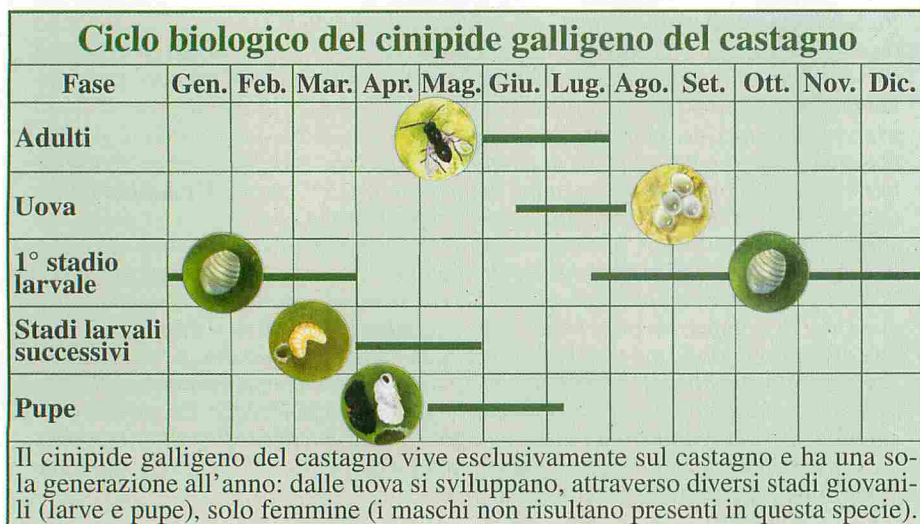 Ciclo biologico del cinipide galligeno del castagno
Fase Gen. Feb. Mar. Apr. Mag. Giu. Lug. Ago. Set. Ott. Nov. Dic.
Adulti
Uova
1° stadio
larvale
Stadi larvali
successivi
Pupe
Il cinipide galligeno del castagno vive esclusivamente sul castagno e ha una so-
la generazione all'anno: dalle uova si sviluppano, attraverso diversi stadi giovani-
li (larve e pupe), solo femmine (i maschi non risultano presenti in questa specie).